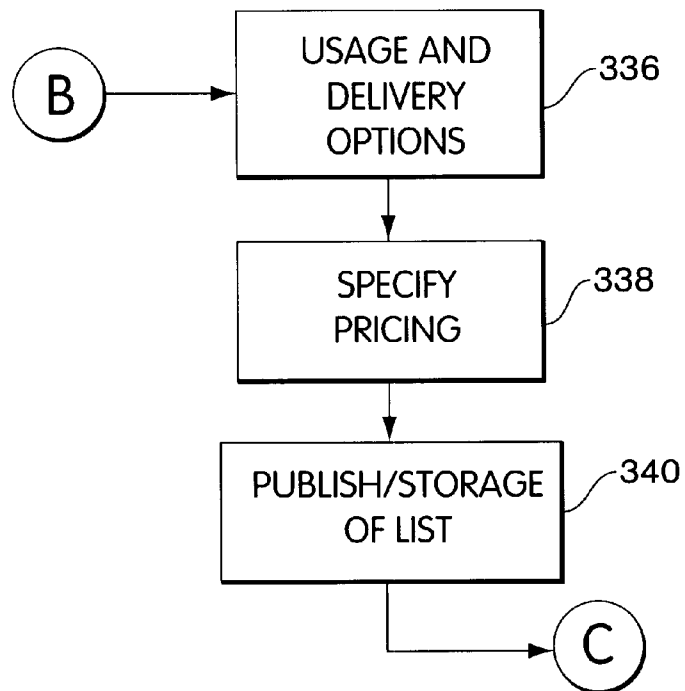 USAGE AND
DELIVERY
OPTIONS
336
B
SPECIFY
PRICING
338
PUBLISH/STORAGE
OF LIST
340
C